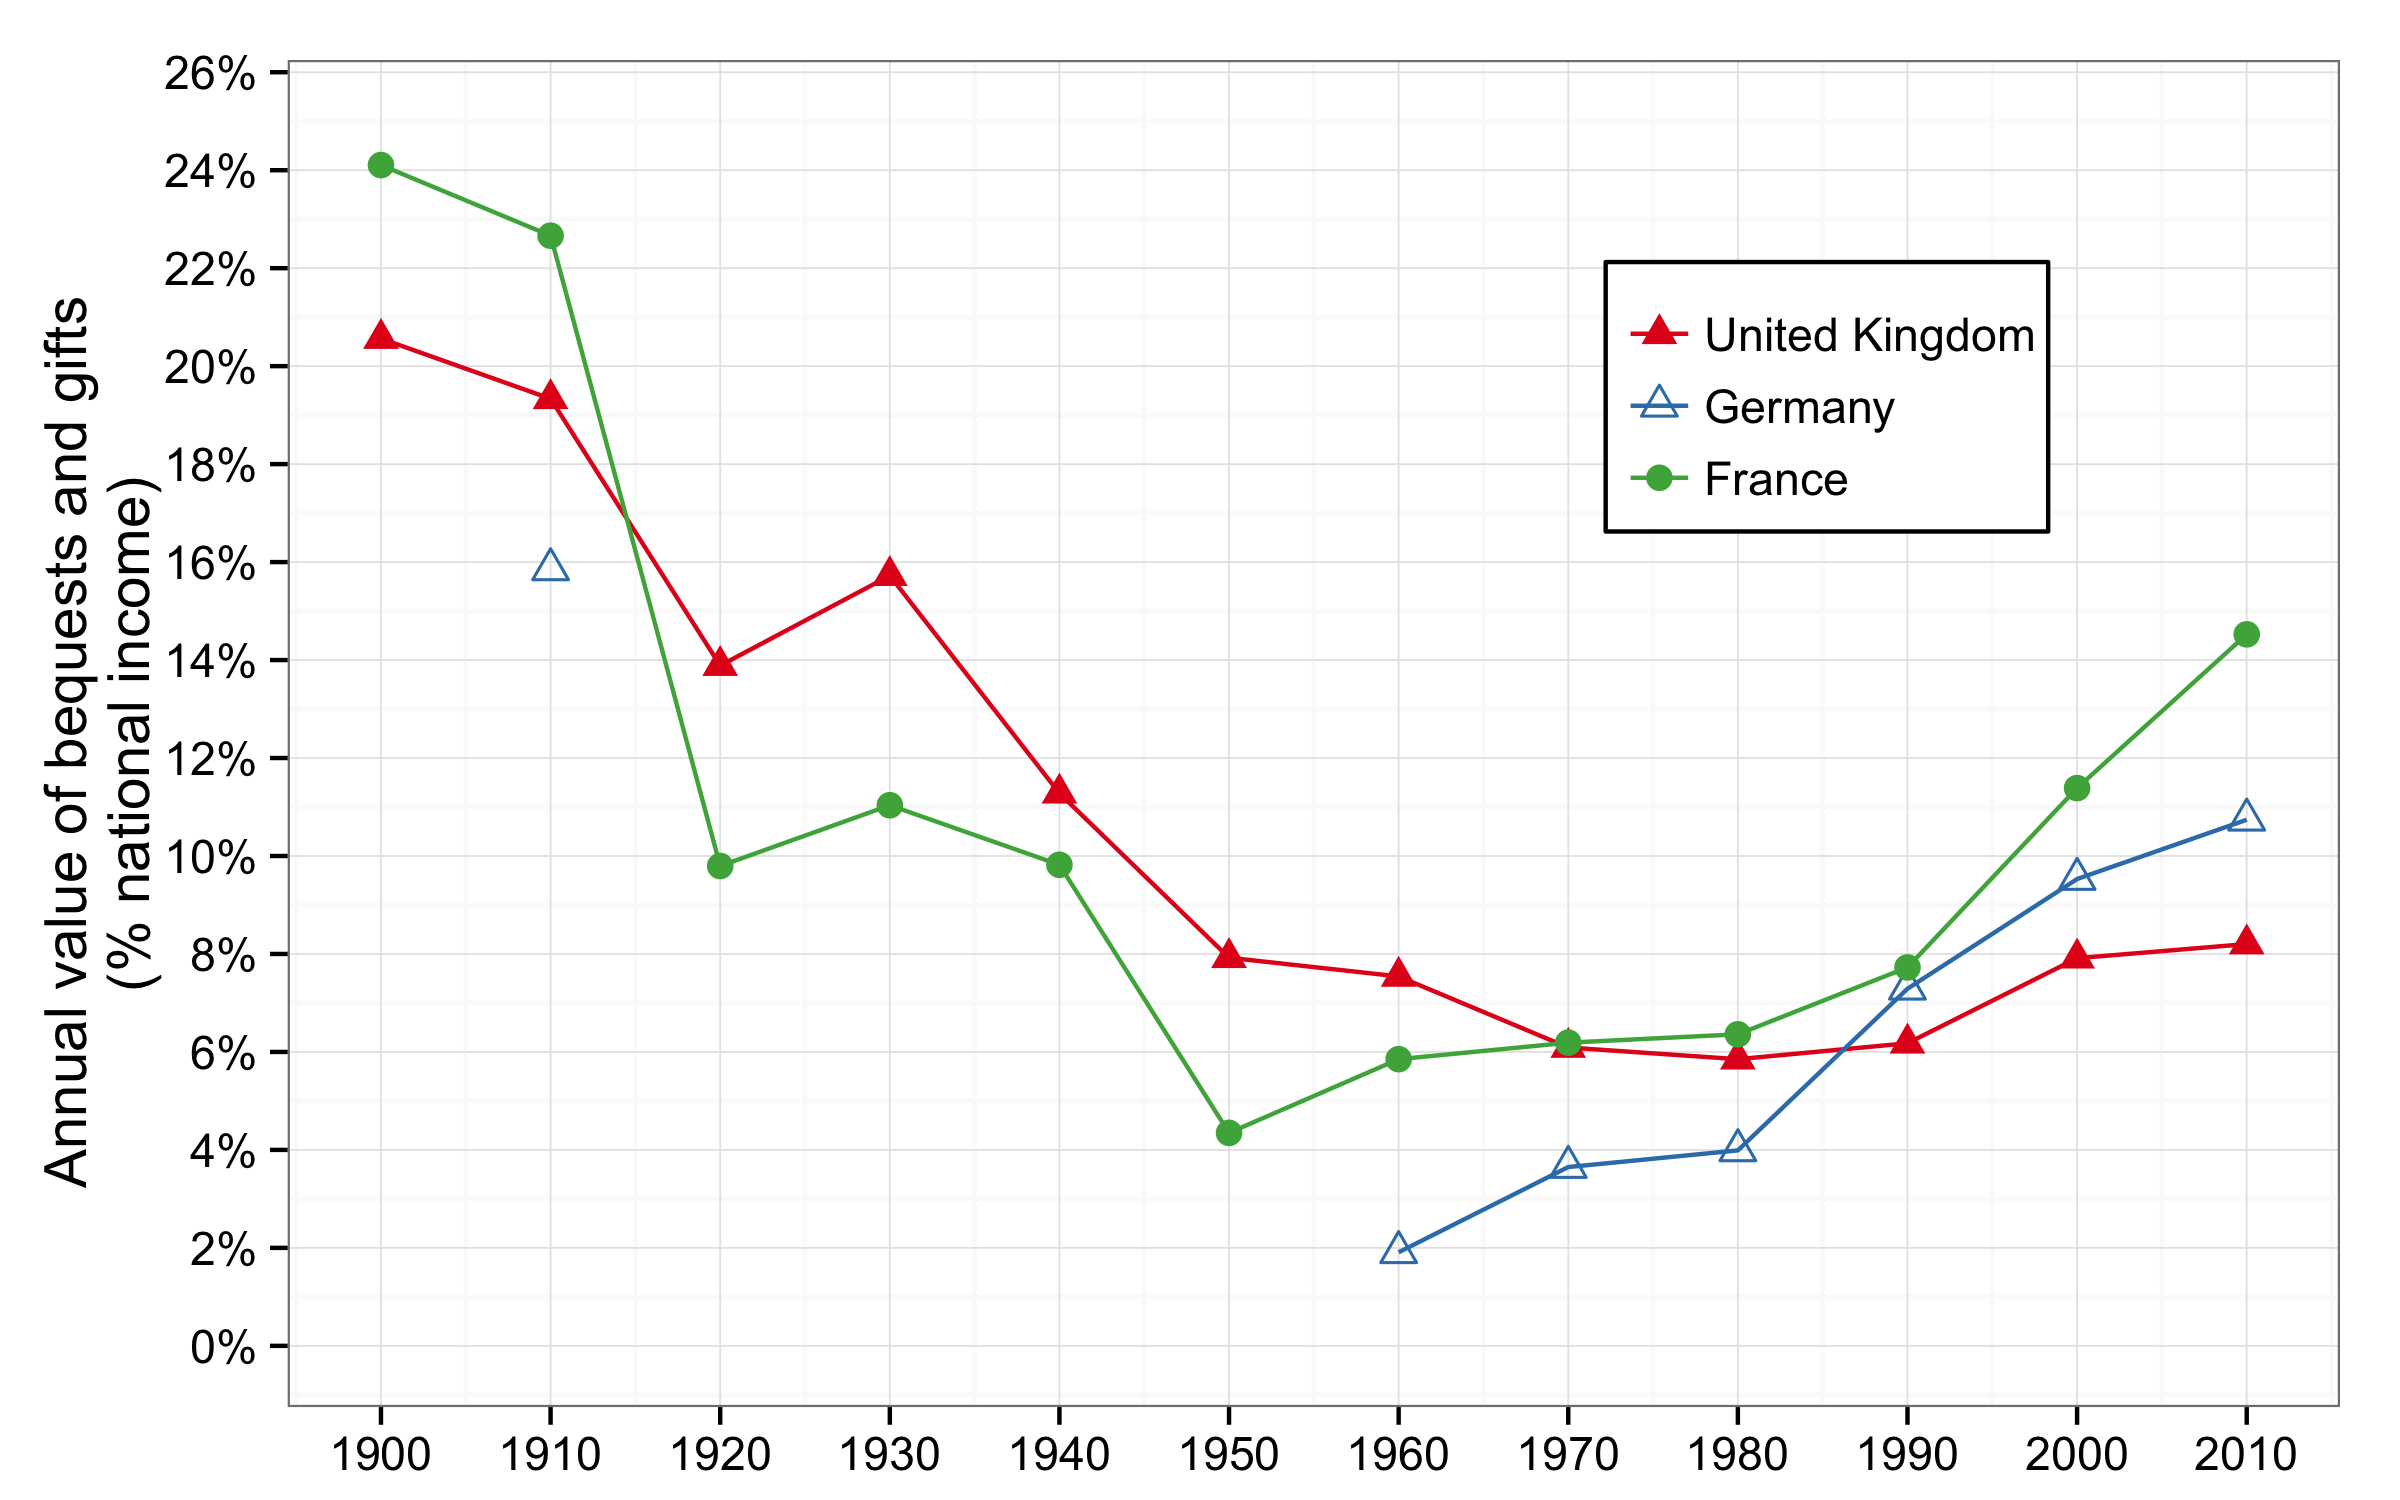 Annual value of bequests and gifts
(% national income)
26%
24%
22%
20%
18%
16%
14%
12%
10%
8%
6%
4%
2%
0%
United Kingdom
Germany
France
1900 1910 1920 1930 1940 1950 1960 1970 1980 1990 2000 2010